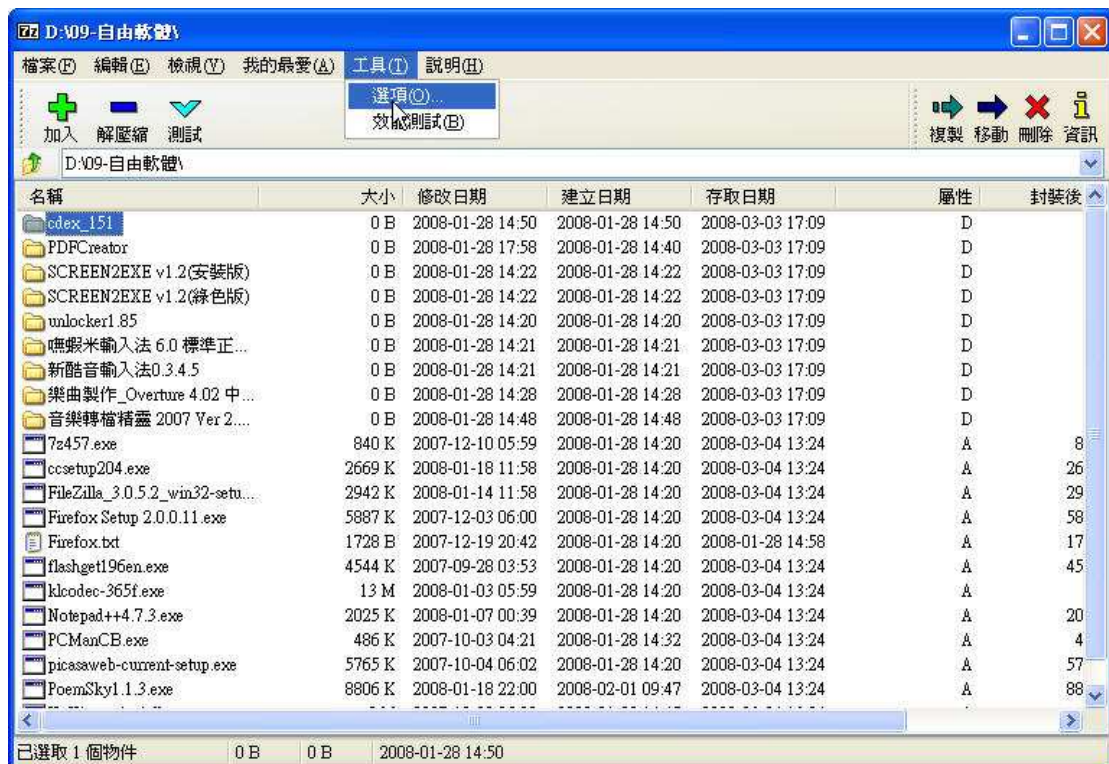 7z D:\09-自由軟體\
檔案(F) 編輯(E) 檢視(V) 我的最愛(A) 工具(T) 說明(H)
選項(O)...
效能測試(B)
加入 解壓縮 測試 複製 移動 刪除 資訊
D:\09-自由軟體\
名稱 大小 修改日期 建立日期 存取日期 屬性 封裝後
cdex_151 0 B 2008-01-28 14:50 2008-01-28 14:50 2008-03-03 17:09 D
PDFCreator 0 B 2008-01-28 17:58 2008-01-28 14:40 2008-03-03 17:09 D
SCREEN2EXE v1.2(安裝版) 0 B 2008-01-28 14:22 2008-01-28 14:22 2008-03-03 17:09 D
SCREEN2EXE v1.2(綠色版) 0 B 2008-01-28 14:22 2008-01-28 14:22 2008-03-03 17:09 D
unlocker1.85 0 B 2008-01-28 14:20 2008-01-28 14:20 2008-03-03 17:09 D
嘸蝦米輸入法 6.0 標準正... 0 B 2008-01-28 14:21 2008-01-28 14:21 2008-03-03 17:09 D
新酷音輸入法0.3.4.5 0 B 2008-01-28 14:21 2008-01-28 14:21 2008-03-03 17:09 D
樂曲製作_Overture 4.02 中... 0 B 2008-01-28 14:28 2008-01-28 14:28 2008-03-03 17:09 D
音樂轉檔精靈 2007 Ver 2.... 0 B 2008-01-28 14:48 2008-01-28 14:48 2008-03-03 17:09 D
7z457.exe 840 K 2007-12-10 05:59 2008-01-28 14:20 2008-03-04 13:24 A 8
ccsetup204.exe 2669 K 2008-01-18 11:58 2008-01-28 14:20 2008-03-04 13:24 A 26
FileZilla_3.0.5.2_win32-setu... 2942 K 2008-01-14 11:58 2008-01-28 14:20 2008-03-04 13:24 A 29
Firefox Setup 2.0.0.11.exe 5887 K 2007-12-03 06:00 2008-01-28 14:20 2008-03-04 13:24 A 58
Firefox.txt 1728 B 2007-12-19 20:42 2008-01-28 14:20 2008-01-28 14:58 A 17
flashget196en.exe 4544 K 2007-09-28 03:53 2008-01-28 14:20 2008-03-04 13:24 A 45
klcodec-365f.exe 13 M 2008-01-03 05:59 2008-01-28 14:20 2008-03-04 13:24 A
Notepad++4.7.3.exe 2025 K 2008-01-07 00:39 2008-01-28 14:20 2008-03-04 13:24 A 20
PCManCB.exe 486 K 2007-10-03 04:21 2008-01-28 14:32 2008-03-04 13:24 A 4
picasaweb-current-setup.exe 5765 K 2007-10-04 06:02 2008-01-28 14:20 2008-03-04 13:24 A 57
PoemSky1.1.3.exe 8806 K 2008-01-18 22:00 2008-02-01 09:47 2008-03-04 13:24 A 88
已選取 1 個物件 0 B 0 B 2008-01-28 14:50